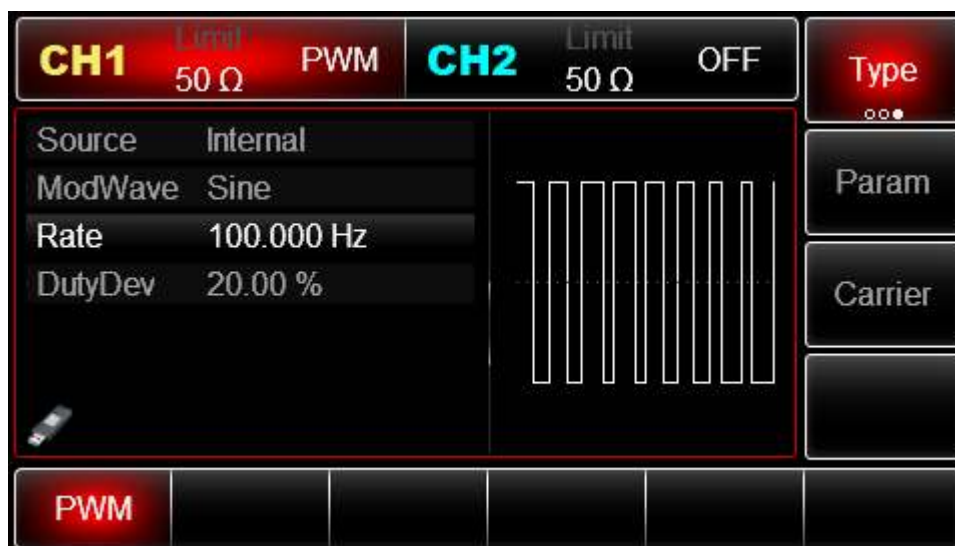 CH1 Limit 50 Ω PWM CH2 Limit 50 Ω OFF Type
Source Internal
ModWave Sine
Rate 100.000 Hz
DutyDev 20.00 %
Param
Carrier
PWM